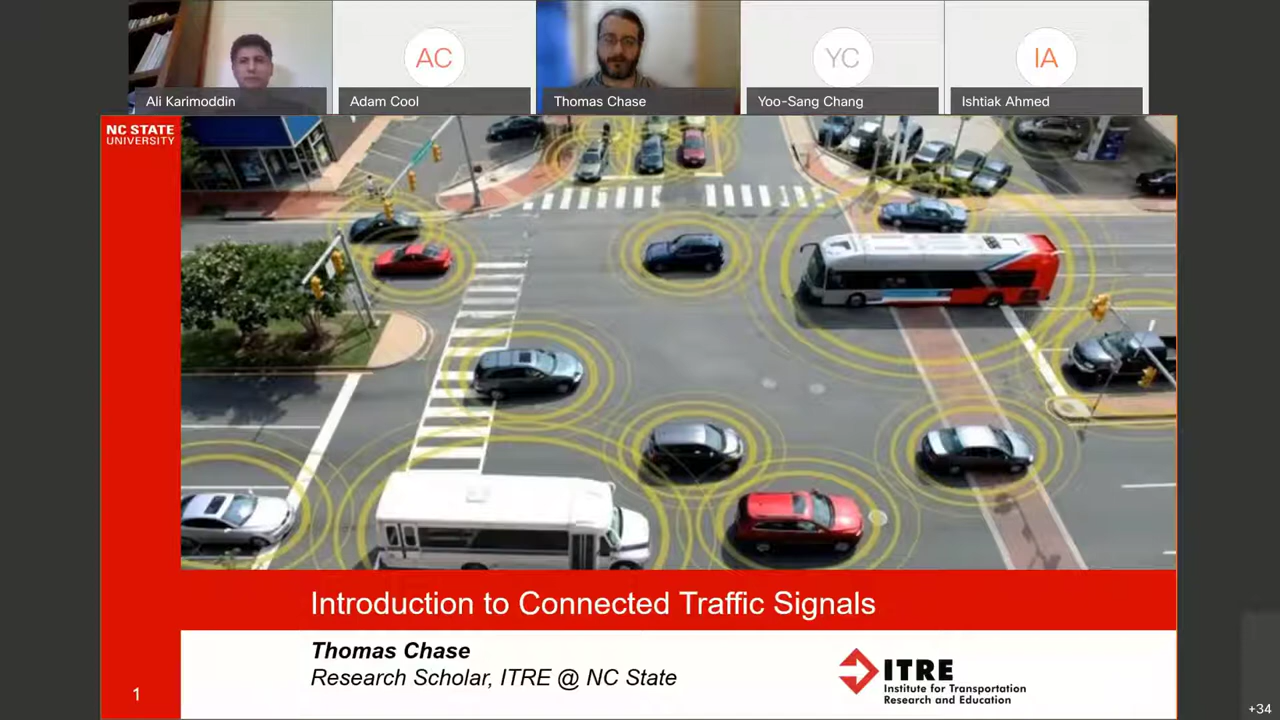 Ali Karimoddin
AC
Adam Cool
Thomas Chase
YC
Yoo-Sang Chang
IA
Ishtiak Ahmed
NC STATE
UNIVERSITY
Introduction to Connected Traffic Signals
Thomas Chase
Research Scholar, ITRE @ NC State
ITRE
Institute for Transportation
Research and Education
1
+34